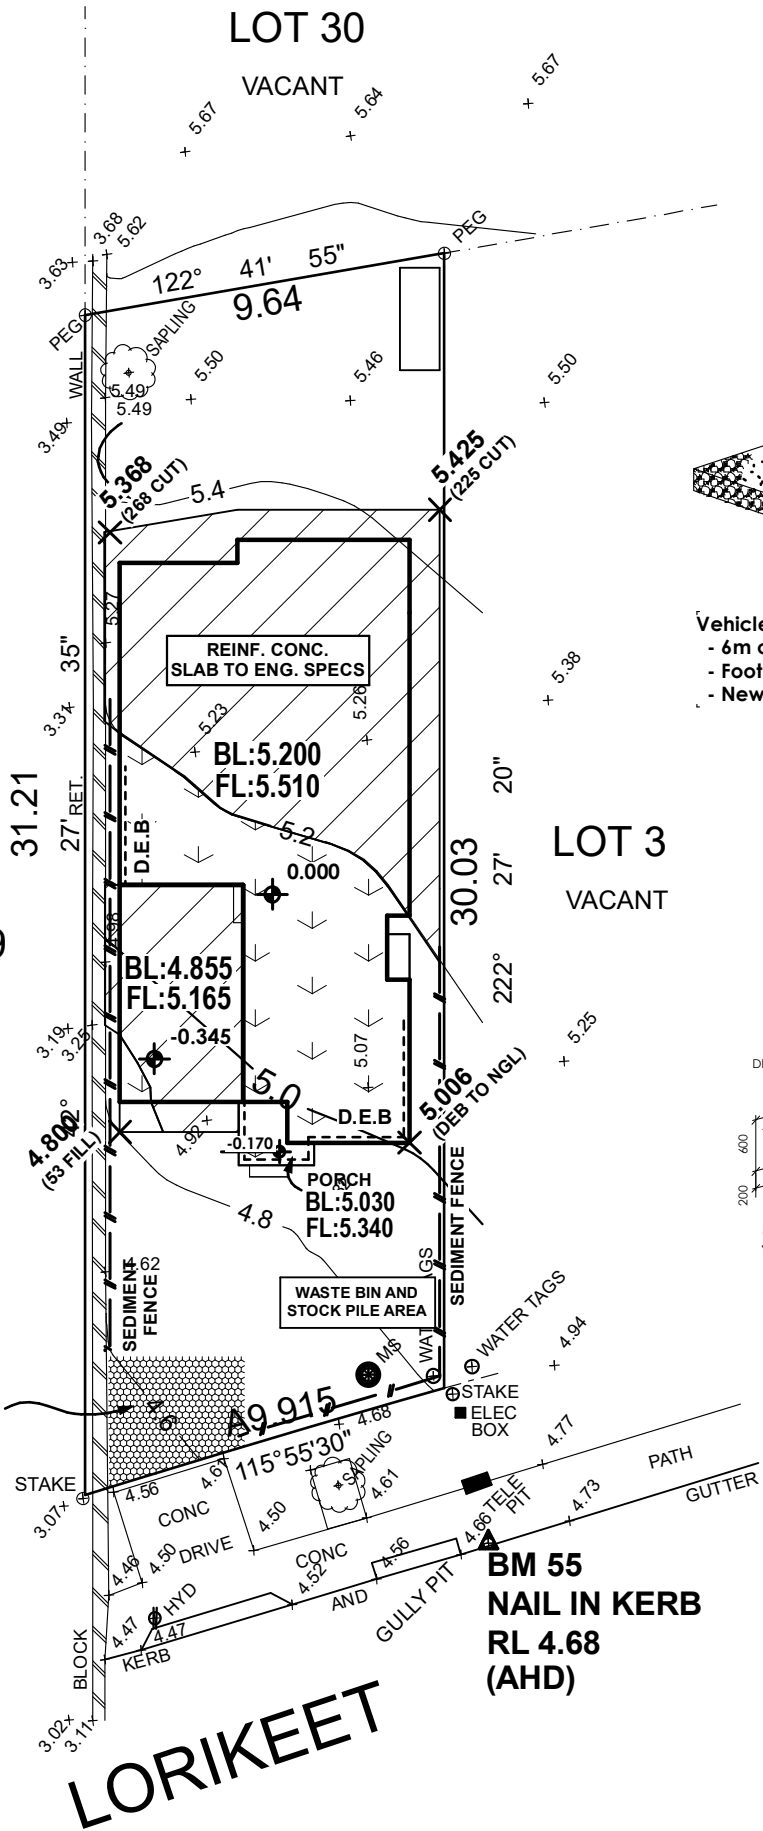 LOT 30
VACANT
5.67
5.64
5.67
3.63
3.68
5.62
PEG
122° 41' 55"
9.64
PEG
WALL
SAPLING
5.49
5.49
5.50
5.46
5.50
3.49
5.368
(268 CUT)
5.4
5.425
(225 CUT)
5.27
REINF. CONC.
SLAB TO ENG. SPECS
35"
3.37
5.23
5.26
5.38
BL:5.200
FL:5.510
Vehicle
- 6m
- Foot
- New
31.21
27'
RET.
D.E.B
5.2
0.000
30.03
20"
27'
222°
LOT 3
VACANT
4.98
BL:4.855
FL:5.165
-0.345
3.19
3.25
5.07
5.25
5.0
D.E.B
5.006
(DEB TO NGL)
4.800
(53 FILL)
4.92
-0.170
PORCH
BL:5.030
FL:5.340
4.8
600
200
4.62
SEDIMENT
FENCE
SEDIMENT FENCE
WASTE BIN AND
STOCK PILE AREA
MS
WATER TAGS
4.94
STAKE
ELEC
BOX
4.6
A9.915
115°55'30"
4.68
STAKE
3.07
4.56
4.61
SAPLING
4.61
4.77
PATH
GUTTER
CONC
DRIVE
4.50
4.46
4.50
CONC
4.56
4.66
TELE
PIT
4.73
4.52
AND
GULLY PIT
HYD
4.47
4.47
KERB
BLOCK
BM 55
NAIL IN KERB
RL 4.68
(AHD)
3.02
3.11
LORIKEET